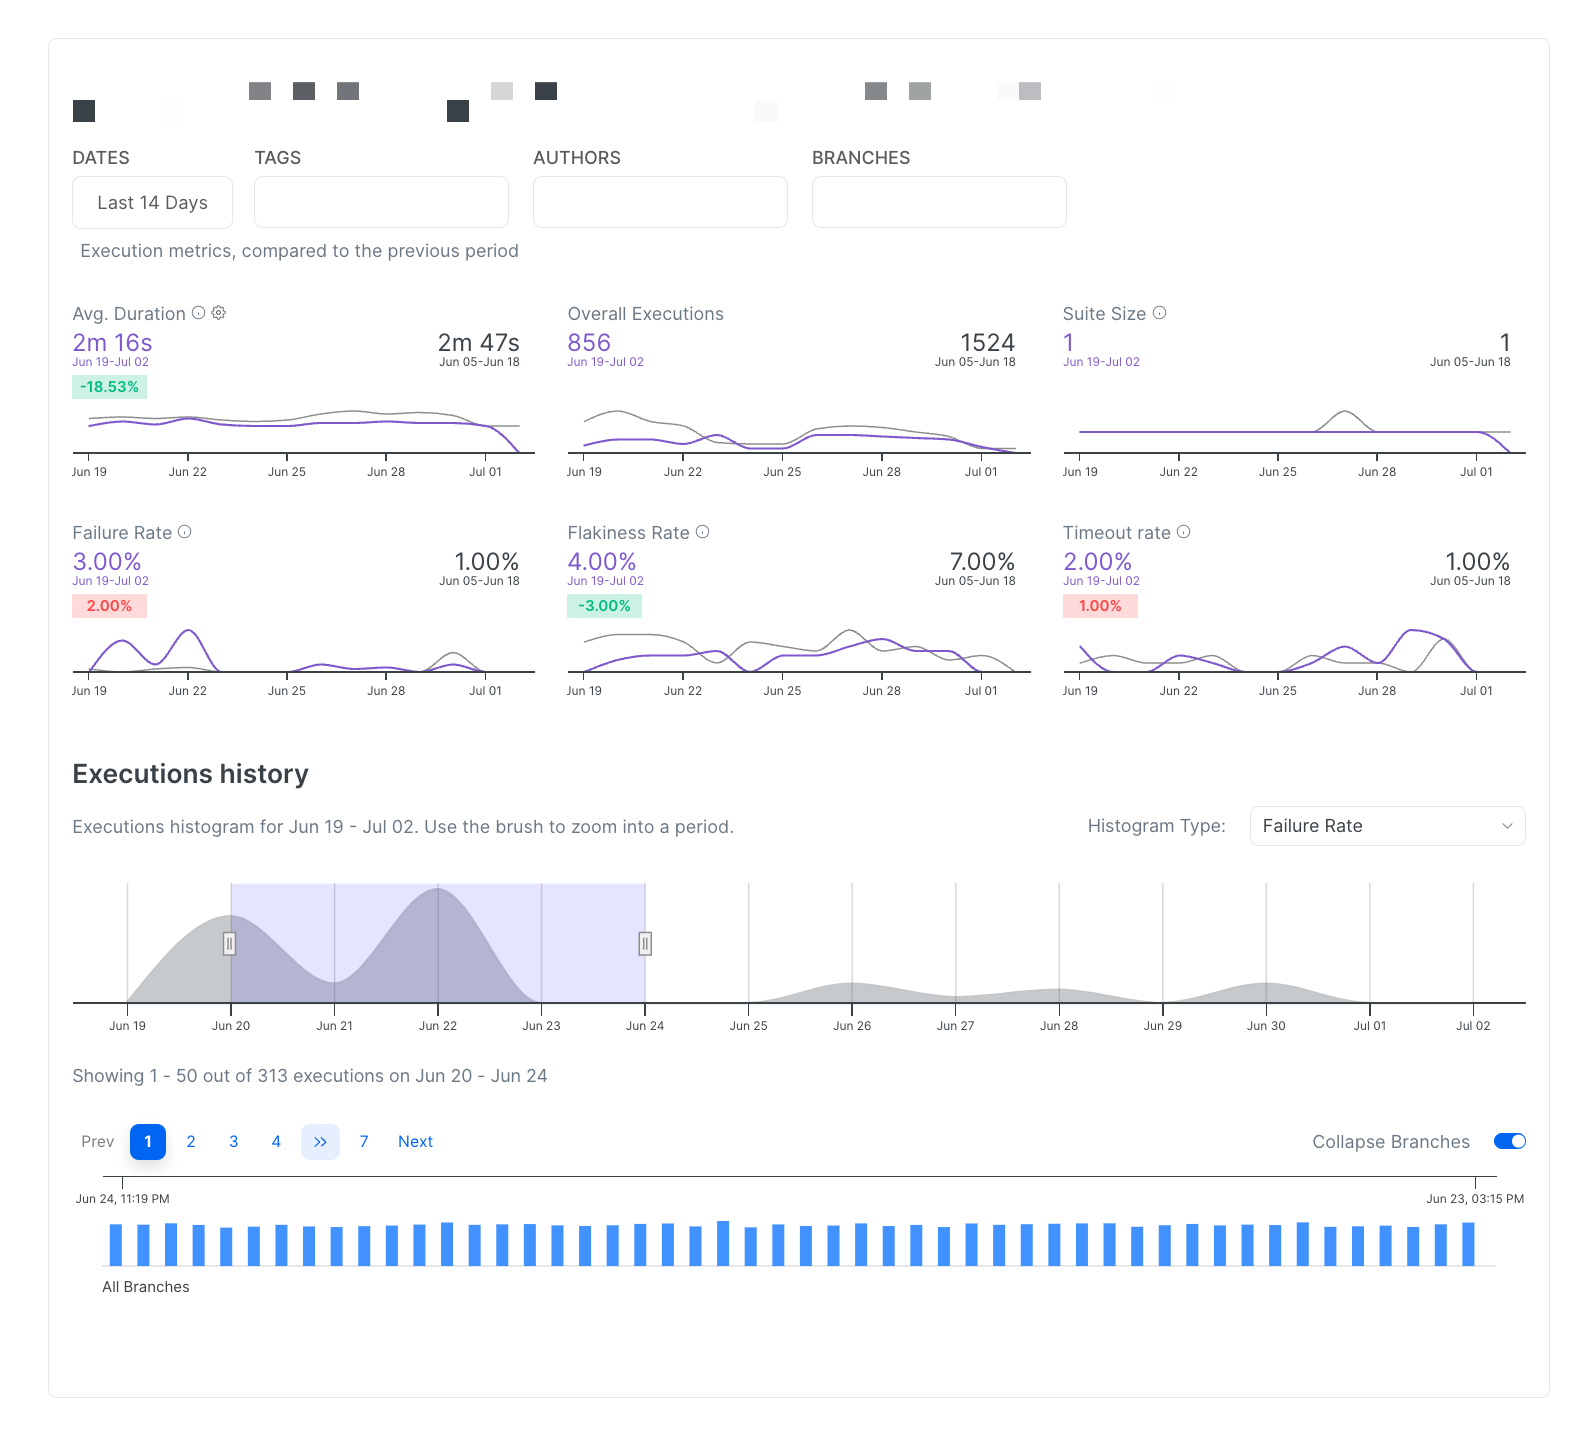 DATES TAGS AUTHORS BRANCHES
Last 14 Days
Execution metrics, compared to the previous period
Avg. Duration
2m 16s 2m 47s
Jun 19-Jul 02 Jun 05-Jun 18
-18.53%
Jun 19 Jun 22 Jun 25 Jun 28 Jul 01
Overall Executions
856 1524
Jun 19-Jul 02 Jun 05-Jun 18
Jun 19 Jun 22 Jun 25 Jun 28 Jul 01
Suite Size
1 1
Jun 19-Jul 02 Jun 05-Jun 18
Jun 19 Jun 22 Jun 25 Jun 28 Jul 01
Failure Rate
3.00% 1.00%
Jun 19-Jul 02 Jun 05-Jun 18
2.00%
Jun 19 Jun 22 Jun 25 Jun 28 Jul 01
Flakiness Rate
4.00% 7.00%
Jun 19-Jul 02 Jun 05-Jun 18
-3.00%
Jun 19 Jun 22 Jun 25 Jun 28 Jul 01
Timeout rate
2.00% 1.00%
Jun 19-Jul 02 Jun 05-Jun 18
1.00%
Jun 19 Jun 22 Jun 25 Jun 28 Jul 01
Executions history
Executions histogram for Jun 19 - Jul 02. Use the brush to zoom into a period. Histogram Type: Failure Rate
Jun 19 Jun 20 Jun 21 Jun 22 Jun 23 Jun 24 Jun 25 Jun 26 Jun 27 Jun 28 Jun 29 Jun 30 Jul 01 Jul 02
Showing 1 - 50 out of 313 executions on Jun 20 - Jun 24
Prev 1 2 3 4 » 7 Next Collapse Branches
Jun 24, 11:19 PM Jun 23, 03:15 PM
All Branches